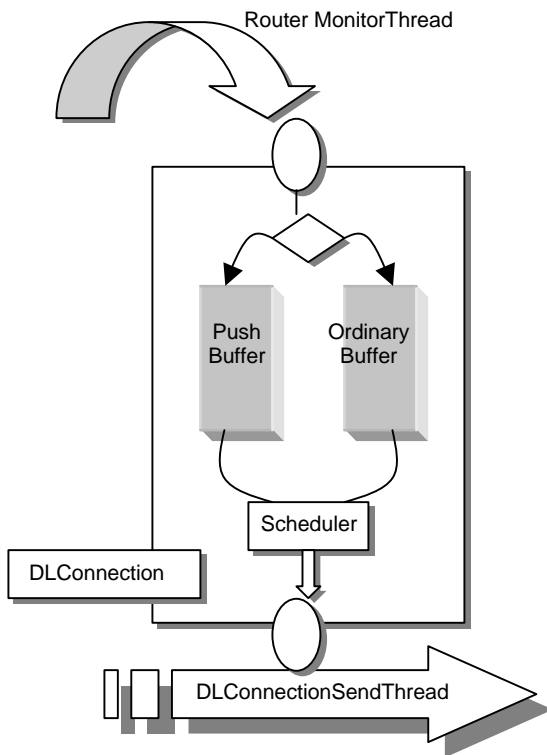 Router MonitorThread
Push
Buffer
Ordinary
Buffer
Scheduler
DLConnection
DLConnectionSendThread